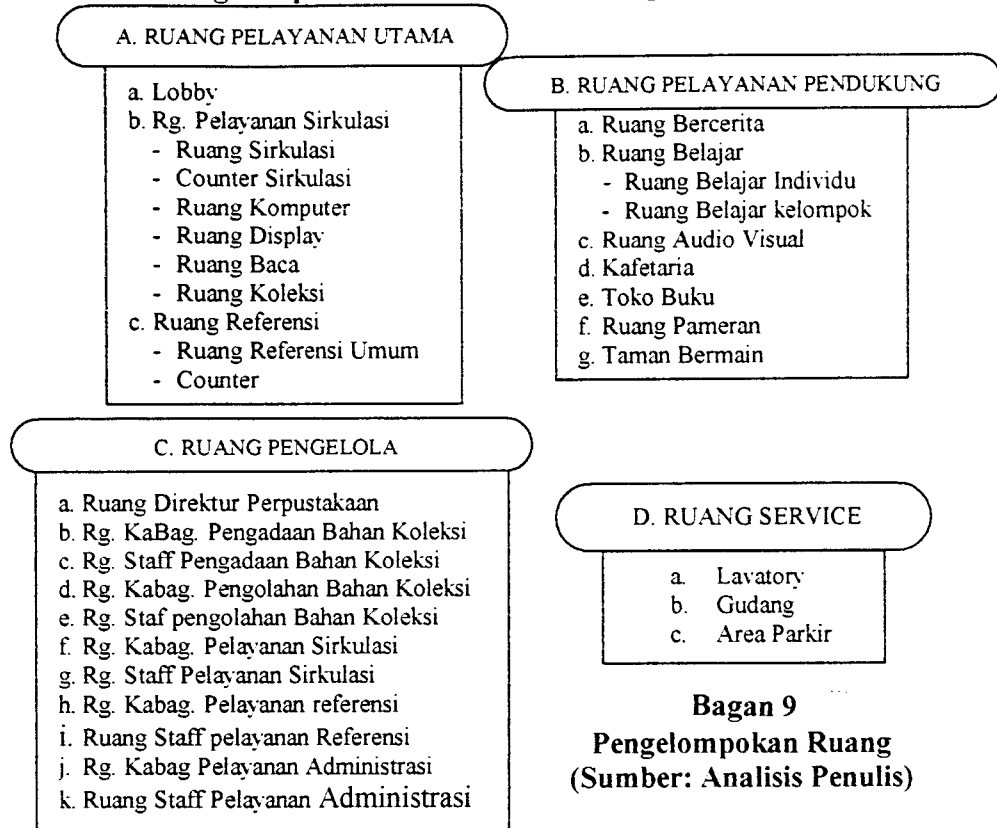 A. RUANG PELAYANAN UTAMA
a. Lobby
b. Rg. Pelayanan Sirkulasi
- Ruang Sirkulasi
- Counter Sirkulasi
- Ruang Komputer
- Ruang Display
- Ruang Baca
- Ruang Koleksi
c. Ruang Referensi
- Ruang Referensi Umum
- Counter
B. RUANG PELAYANAN PENDUKUNG
a. Ruang Bercerita
b. Ruang Belajar
- Ruang Belajar Individu
- Ruang Belajar kelompok
c. Ruang Audio Visual
d. Kafetaria
e. Toko Buku
f. Ruang Pameran
g. Taman Bermain
C. RUANG PENGELOLA
a. Ruang Direktur Perpustakaan
b. Rg. KaBag. Pengadaan Bahan Koleksi
c. Rg. Staff Pengadaan Bahan Koleksi
d. Rg. Kabag. Pengolahan Bahan Koleksi
e. Rg. Staf pengolahan Bahan Koleksi
f. Rg. Kabag. Pelayanan Sirkulasi
g. Rg. Staff Pelayanan Sirkulasi
h. Rg. Kabag. Pelayanan referensi
i. Ruang Staff pelayanan Referensi
j. Rg. Kabag Pelayanan Administrasi
k. Ruang Staff Pelayanan Administrasi
D. RUANG SERVICE
a. Lavatory
b. Gudang
c. Area Parkir
Bagan 9
Pengelompokan Ruang
(Sumber: Analisis Penulis)